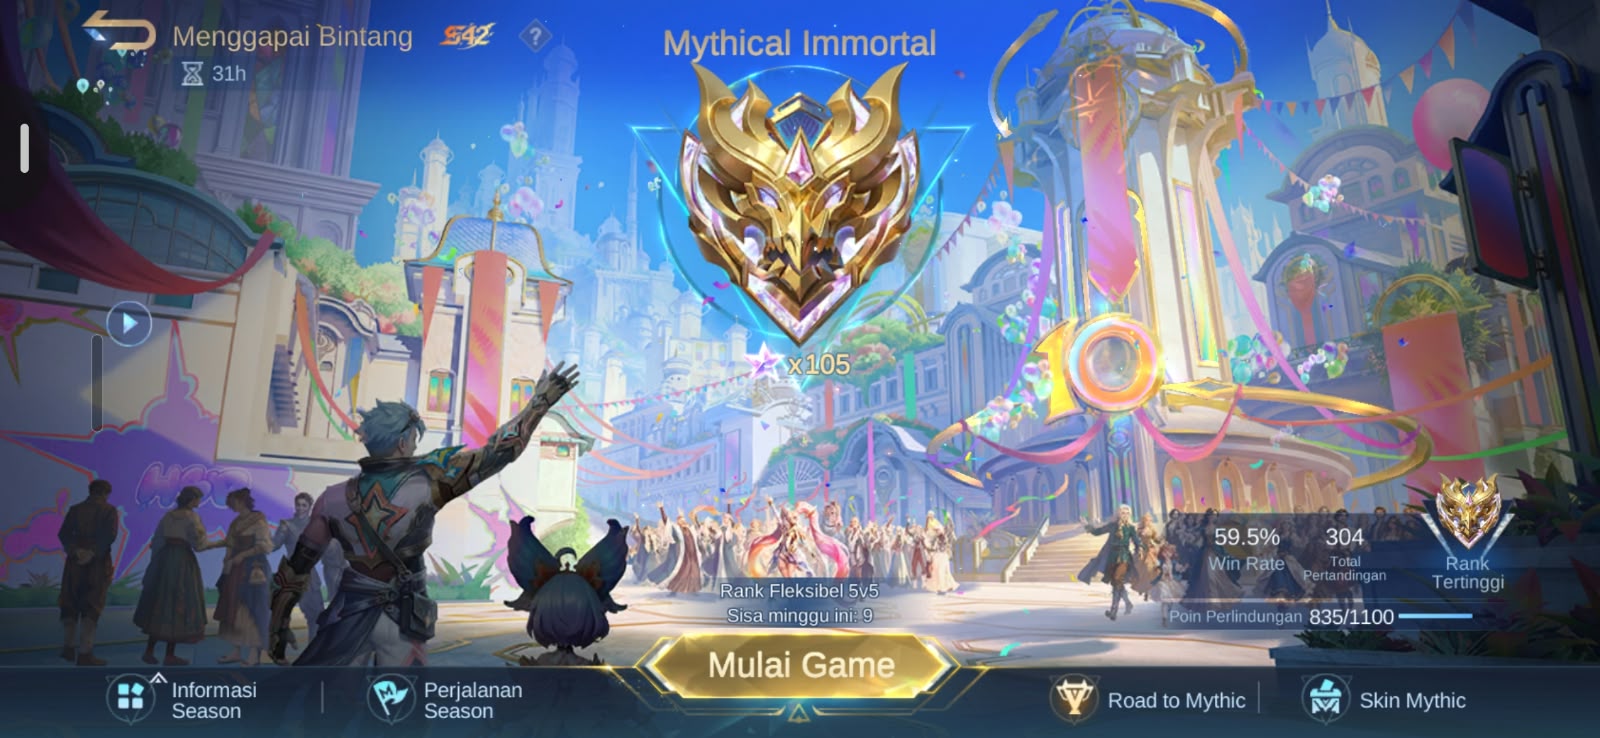 Menggapai Bintang
S42
?
31h
Mythical Immortal
x105
10
59.5%
Win Rate
304
Total
Pertandingan
Rank
Tertinggi
Poin Perlindungan 835/1100
Rank Fleksibel 5v5
Sisa minggu ini: 9
Mulai Game
Informasi
Season
Perjalanan
Season
Road to Mythic
Skin Mythic